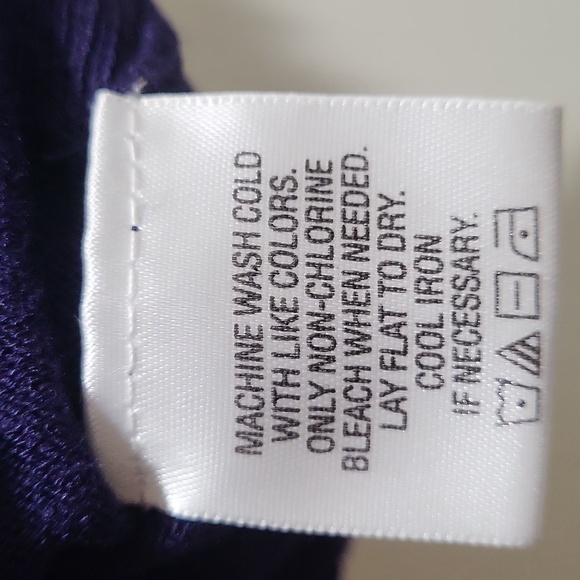 MACHINE WASH COLD
WITH LIKE COLORS.
ONLY NON-CHLORINE
BLEACH WHEN NEEDED.
LAY FLAT TO DRY.
COOL IRON
IF NECESSARY.